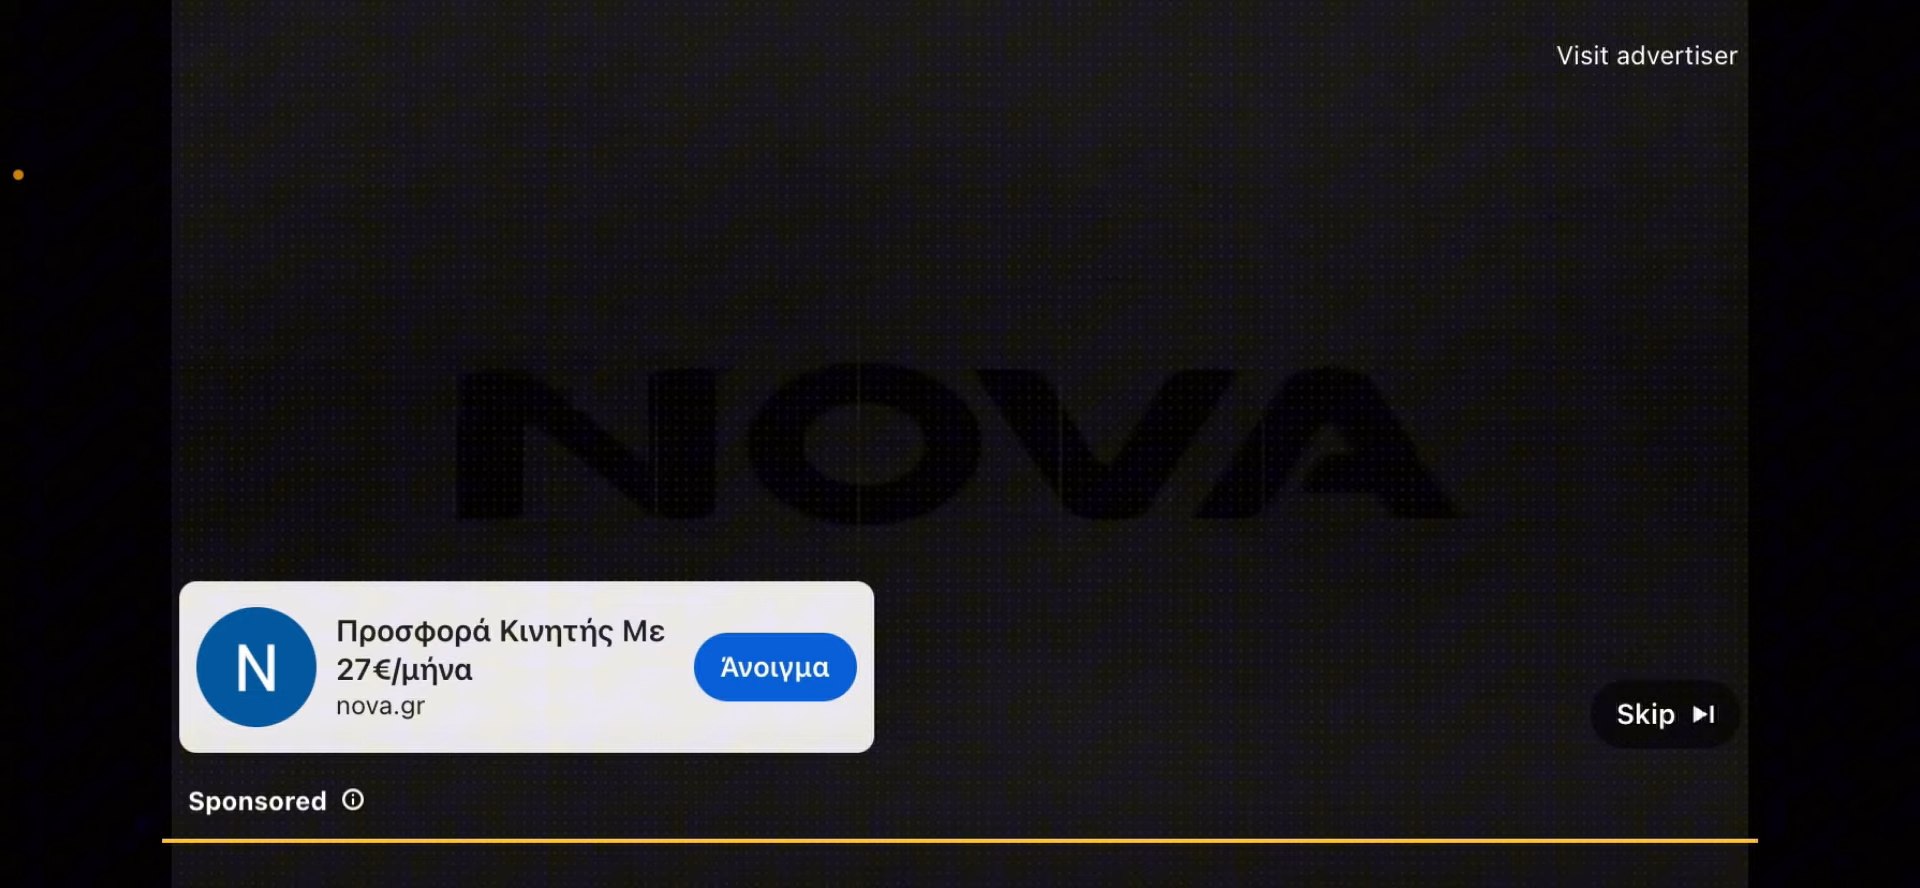 Visit advertiser
NOVA
N
Προσφορά Κινητής Με
27€/μήνα
nova.gr
Άνοιγμα
Skip
Sponsored